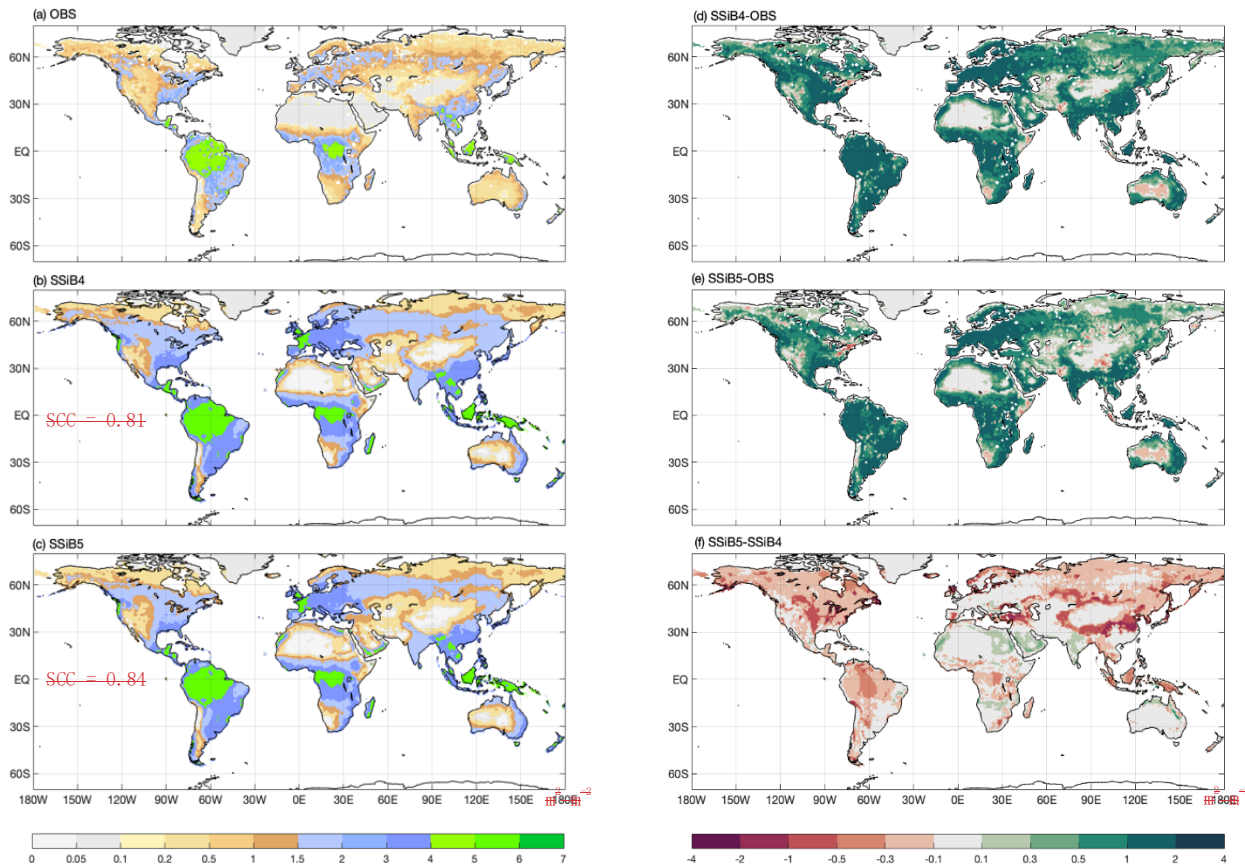 (a) OBS
60N
30N
EQ
30S
60S
(b) SSiB4
60N
30N
EQ
30S
60S
SCC = 0.81
(c) SSiB5
60N
30N
EQ
30S
60S
SCC = 0.84
180W 150W 120W 90W 60W 30W 0E 30E 60E 90E 120E 150E 180E
0 0.05 0.1 0.2 0.5 1 1.5 2 3 4 5 6 7
(d) SSiB4-OBS
60N
30N
EQ
30S
60S
(e) SSiB5-OBS
60N
30N
EQ
30S
60S
(f) SSiB5-SSiB4
60N
30N
EQ
30S
60S
180W 150W 120W 90W 60W 30W 0E 30E 60E 90E 120E 150E 180E
-4 -2 -1 -0.5 -0.3 -0.1 0.1 0.3 0.5 1 2 4